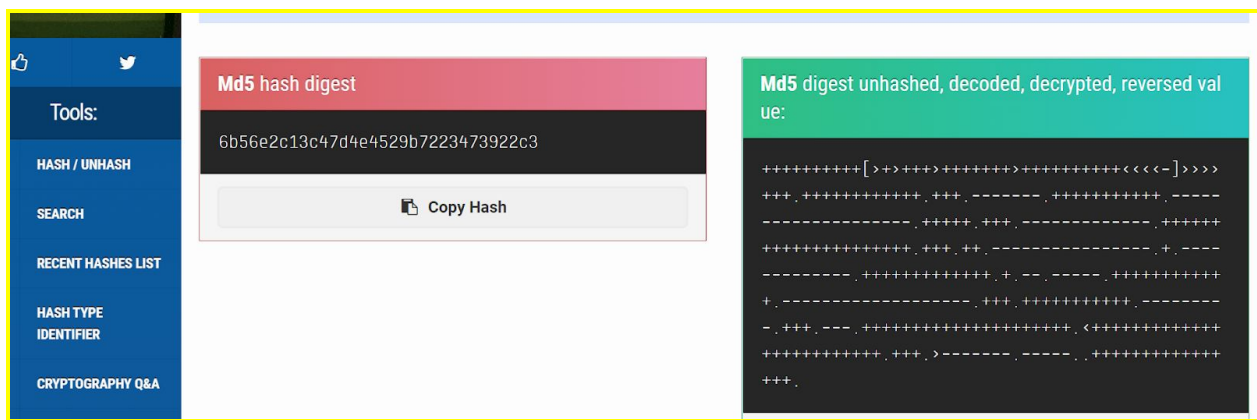 Tools:
HASH / UNHASH
SEARCH
RECENT HASHES LIST
HASH TYPE
IDENTIFIER
CRYPTOGRAPHY Q&A
Md5 hash digest
6b56e2c13c47d4e4529b7223473922c3
Copy Hash
Md5 digest unhashed, decoded, decrypted, reversed val
ue:
++++++++++[>+>+++>+++++++>++++++++++<<<<-]>>>>
+++.++++++++++++.+++.-------.+++++++++++.-----
---------------.+++++.+++.-------------.++++++
+++++++++++++++.+++.++.----------------.+.----
---------.+++++++++++++.+.--.-----.+++++++++++
+.-------------------.+++.+++++++++++.--------
-.+++.---.+++++++++++++++++++++.<+++++++++++++
++++++++++++.+++.>-------.-----..+++++++++++++
+++.